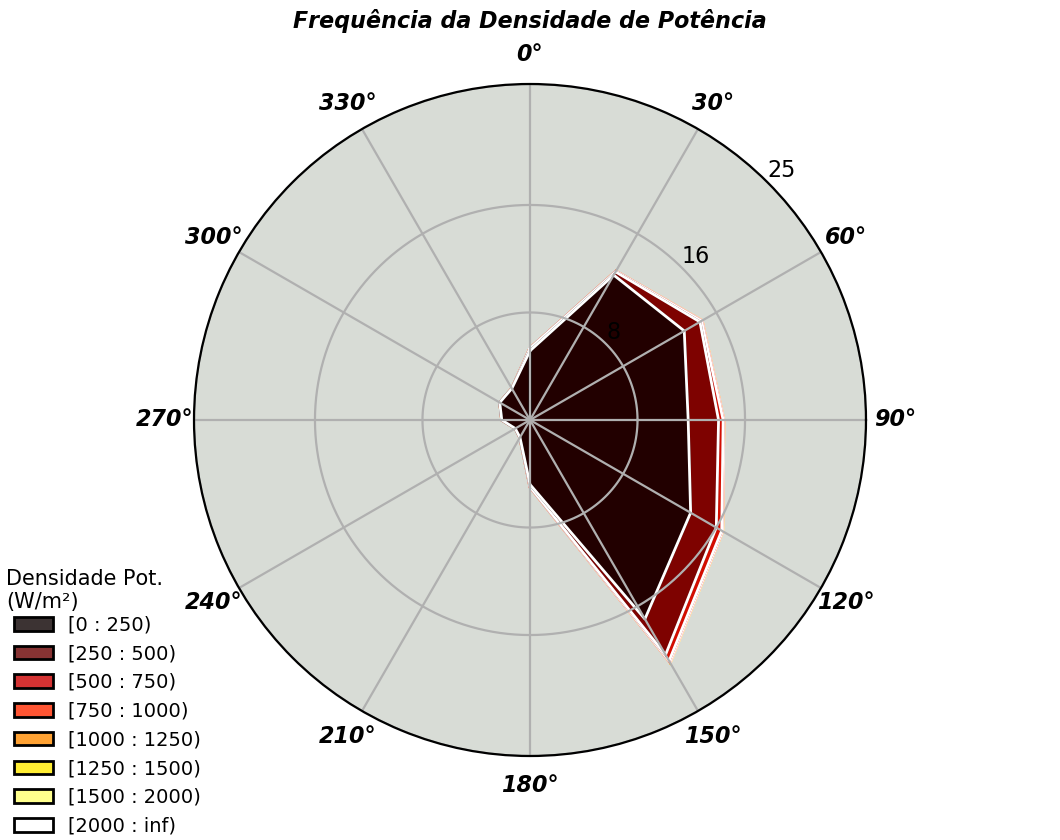 Frequência da Densidade de Potência
0°
30°
60°
90°
120°
150°
180°
210°
240°
270°
300°
330°
8
16
25
Densidade Pot.
(W/m²)
[0 : 250)
[250 : 500)
[500 : 750)
[750 : 1000)
[1000 : 1250)
[1250 : 1500)
[1500 : 2000)
[2000 : inf)